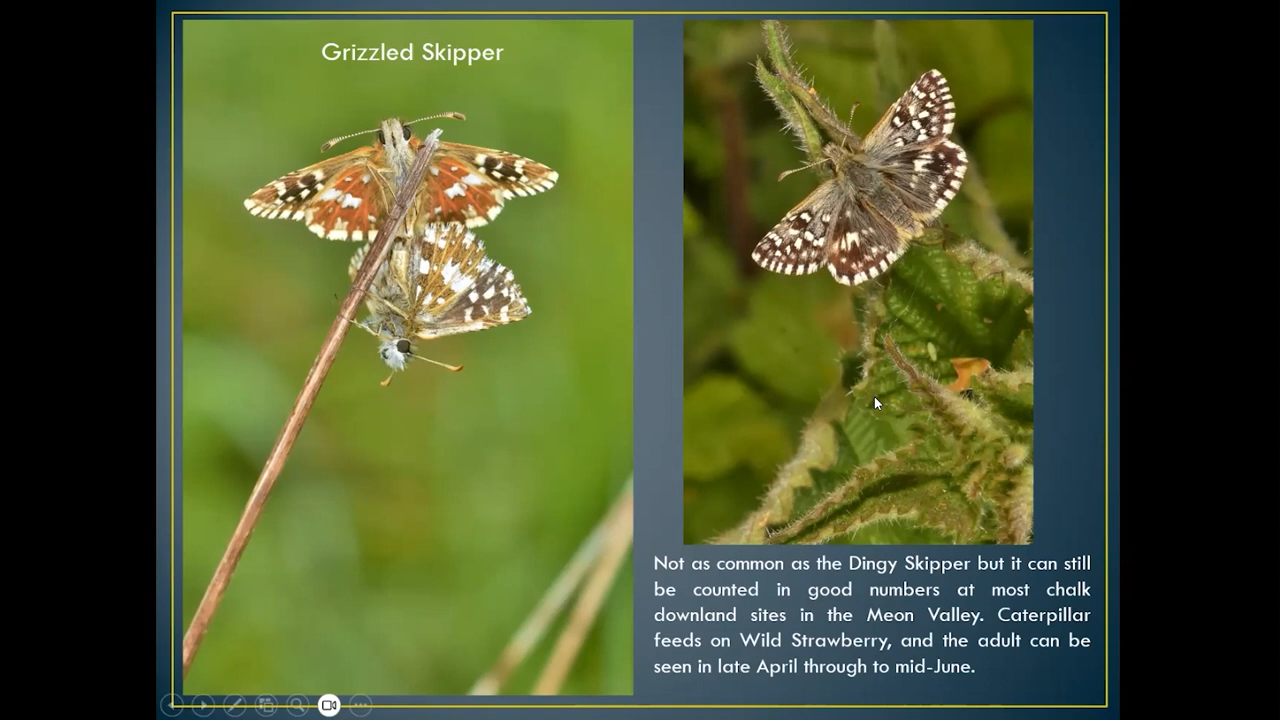 Grizzled Skipper
Not as common as the Dingy Skipper but it can still
be counted in good numbers at most chalk
downland sites in the Meon Valley. Caterpillar
feeds on Wild Strawberry, and the adult can be
seen in late April through to mid-June.